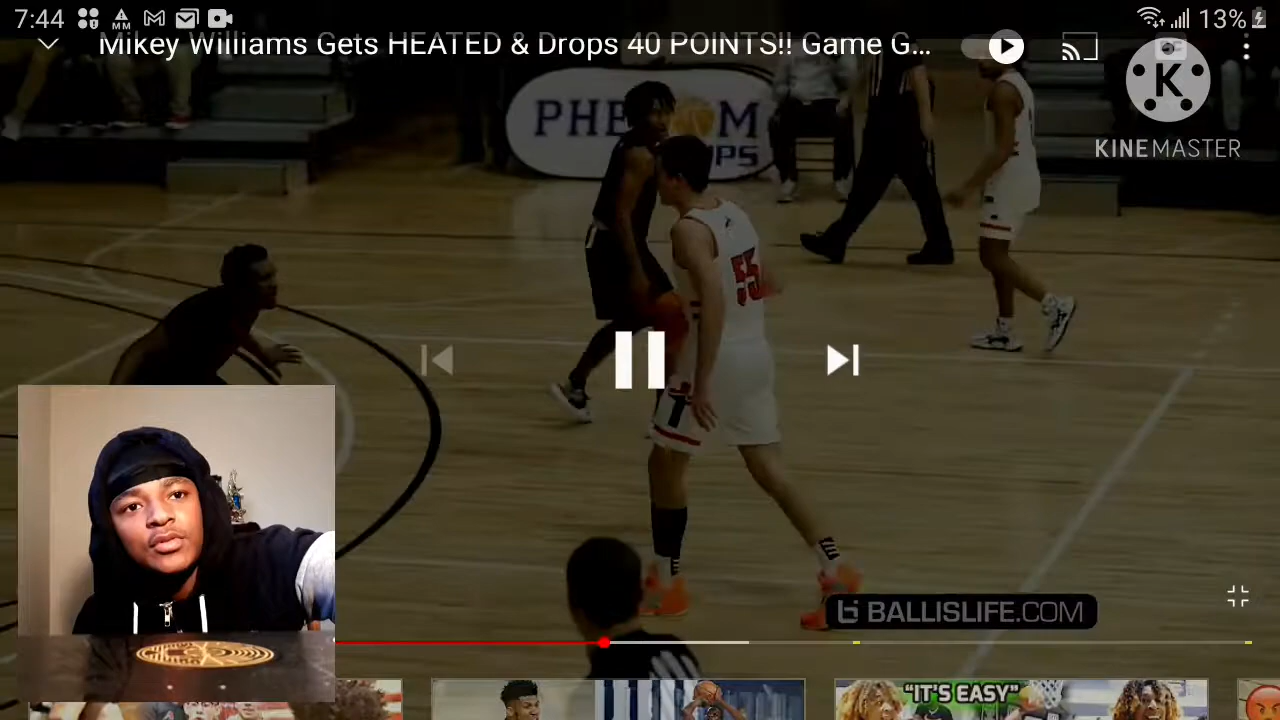 7:44
MM
13%
Mikey Williams Gets HEATED & Drops 40 POINTS!! Game G...
K
KINEMASTER
PHE M
PS
55
BALLISLIFE.COM
"IT'S EASY"